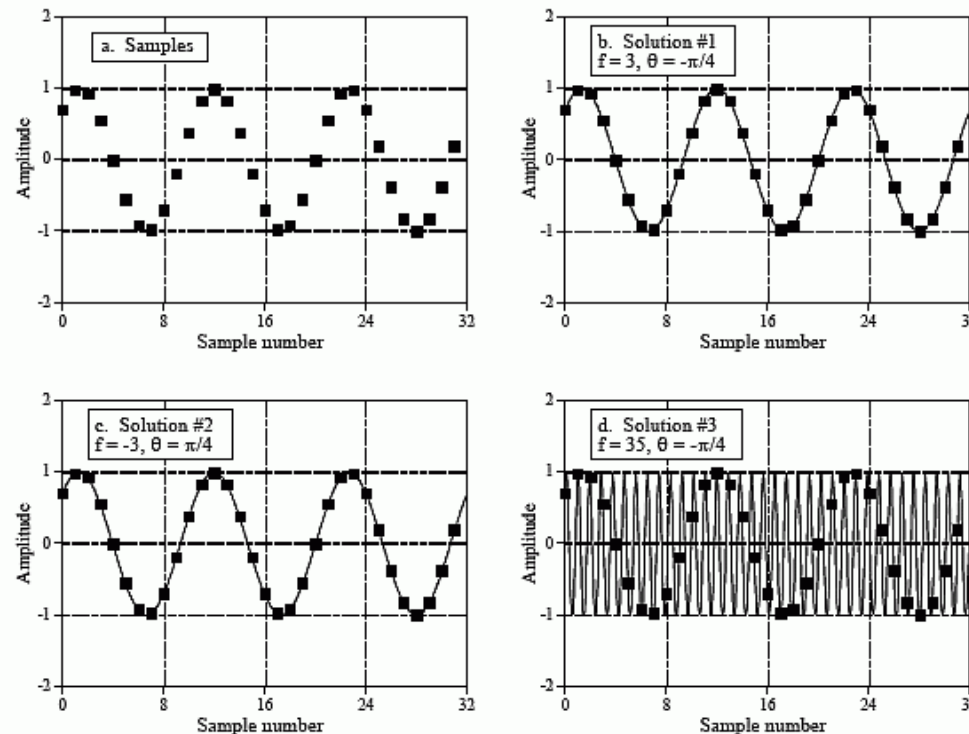 a. Samples
2
1
0
-1
-2
Amplitude
0 8 16 24 32
Sample number
b. Solution #1
f = 3, θ = -π/4
2
1
0
-1
-2
Amplitude
0 8 16 24 32
Sample number
c. Solution #2
f = -3, θ = π/4
2
1
0
-1
-2
Amplitude
0 8 16 24 32
Sample number
d. Solution #3
f = 35, θ = -π/4
2
1
0
-1
-2
Amplitude
0 8 16 24
Sample number